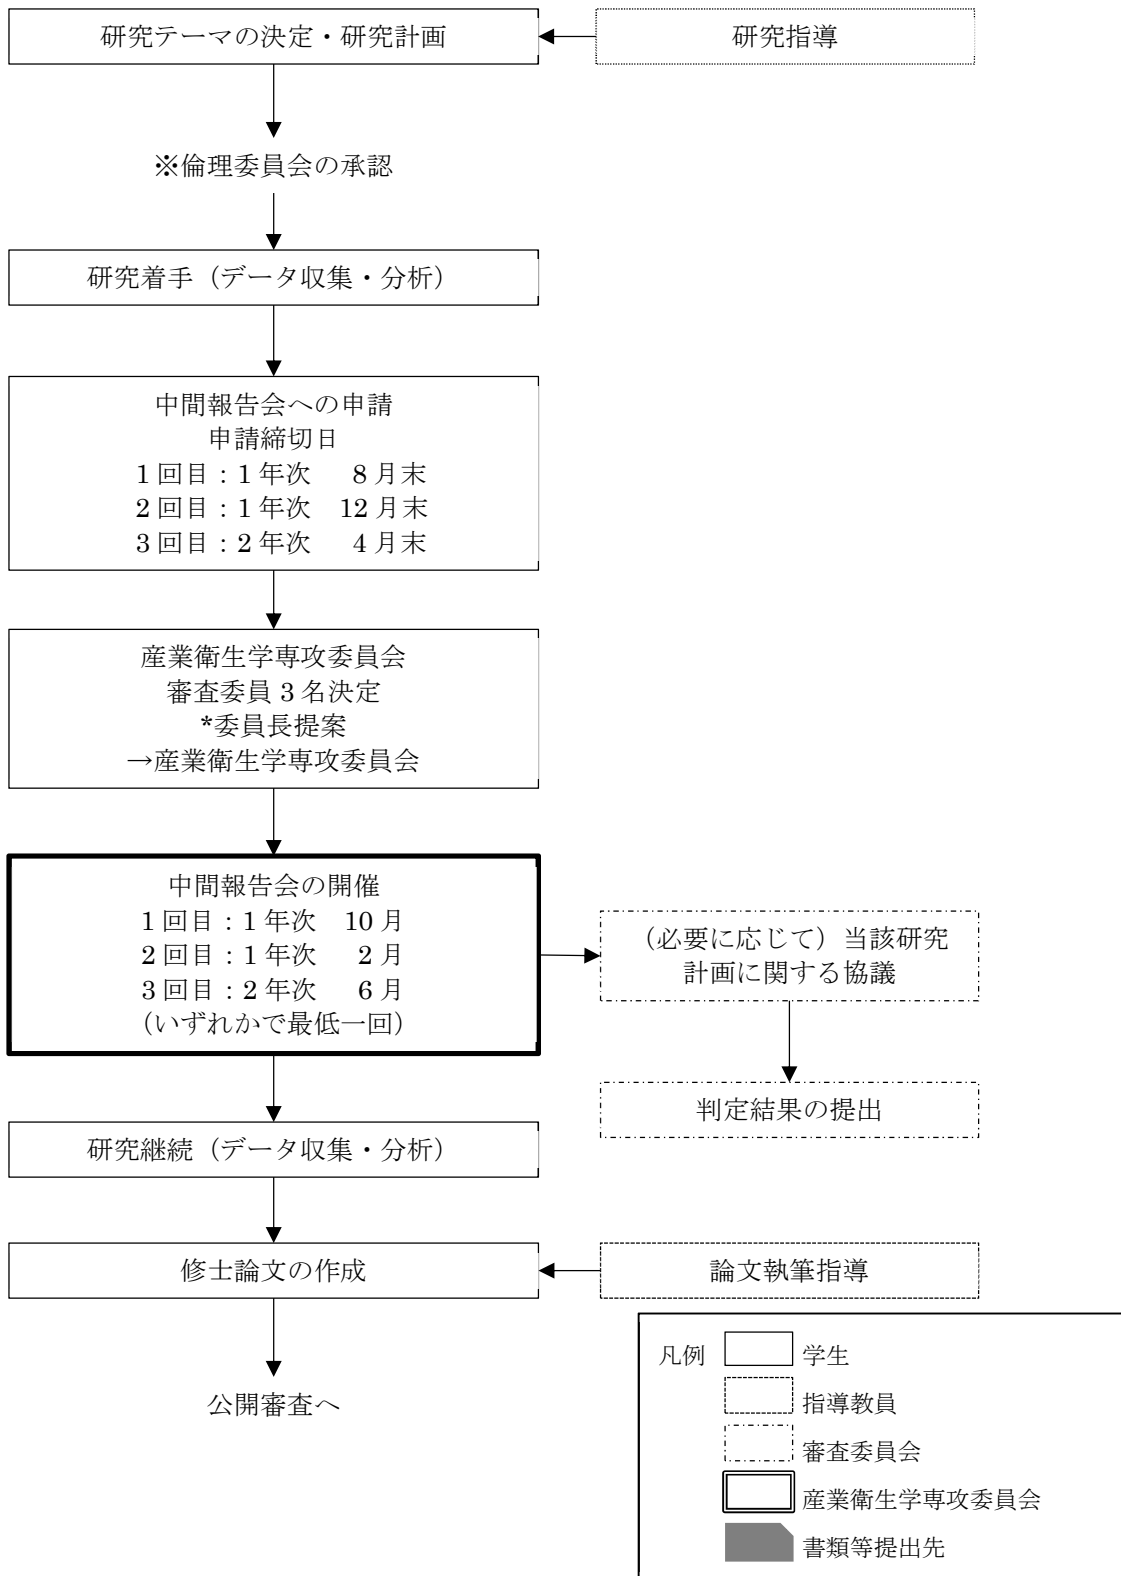 研究テーマの決定・研究計画
研究指導
※倫理委員会の承認
研究着手（データ収集・分析）
中間報告会への申請
申請締切日
1回目：1年次　8月末
2回目：1年次　12月末
3回目：2年次　4月末
産業衛生学専攻委員会
審査委員3名決定
*委員長提案
→産業衛生学専攻委員会
中間報告会の開催
1回目：1年次　10月
2回目：1年次　2月
3回目：2年次　6月
（いずれかで最低一回）
（必要に応じて）当該研究
計画に関する協議
判定結果の提出
研究継続（データ収集・分析）
修士論文の作成
論文執筆指導
公開審査へ
凡例
学生
指導教員
審査委員会
産業衛生学専攻委員会
書類等提出先